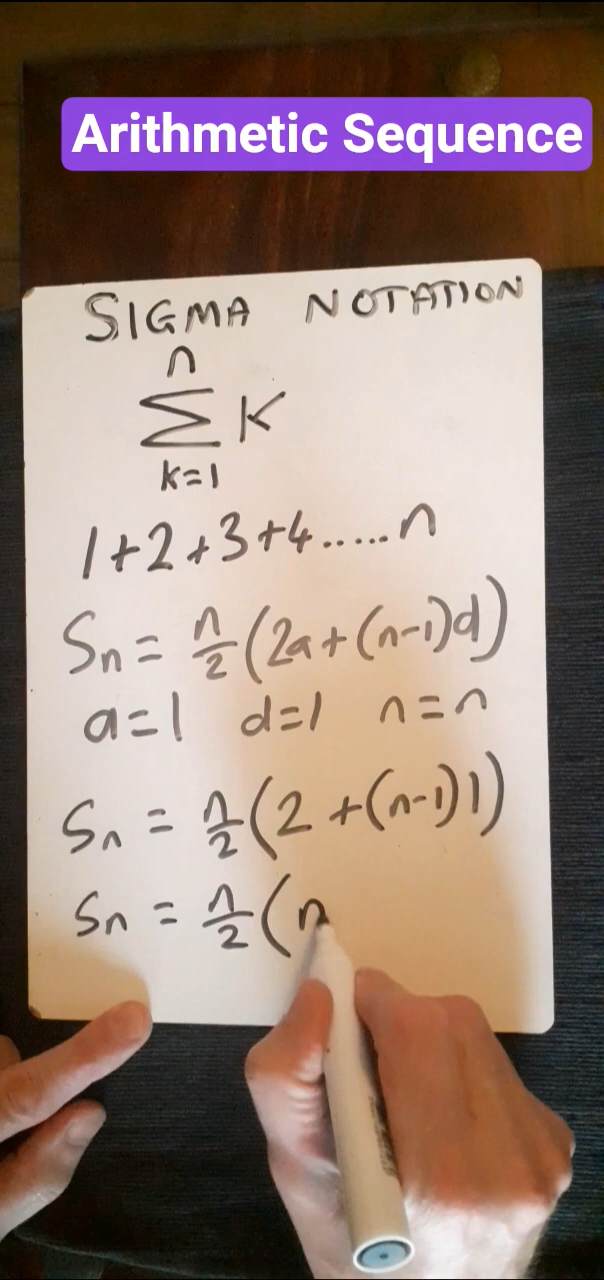 Arithmetic Sequence
SIGMA NOTATION
n
∑ K
k=1
1+2+3+4.....n
Sn = n/2 (2a+(n-1)d)
a=1 d=1 n=n
Sn = n/2 (2 +(n-1)1)
Sn = n/2 (n